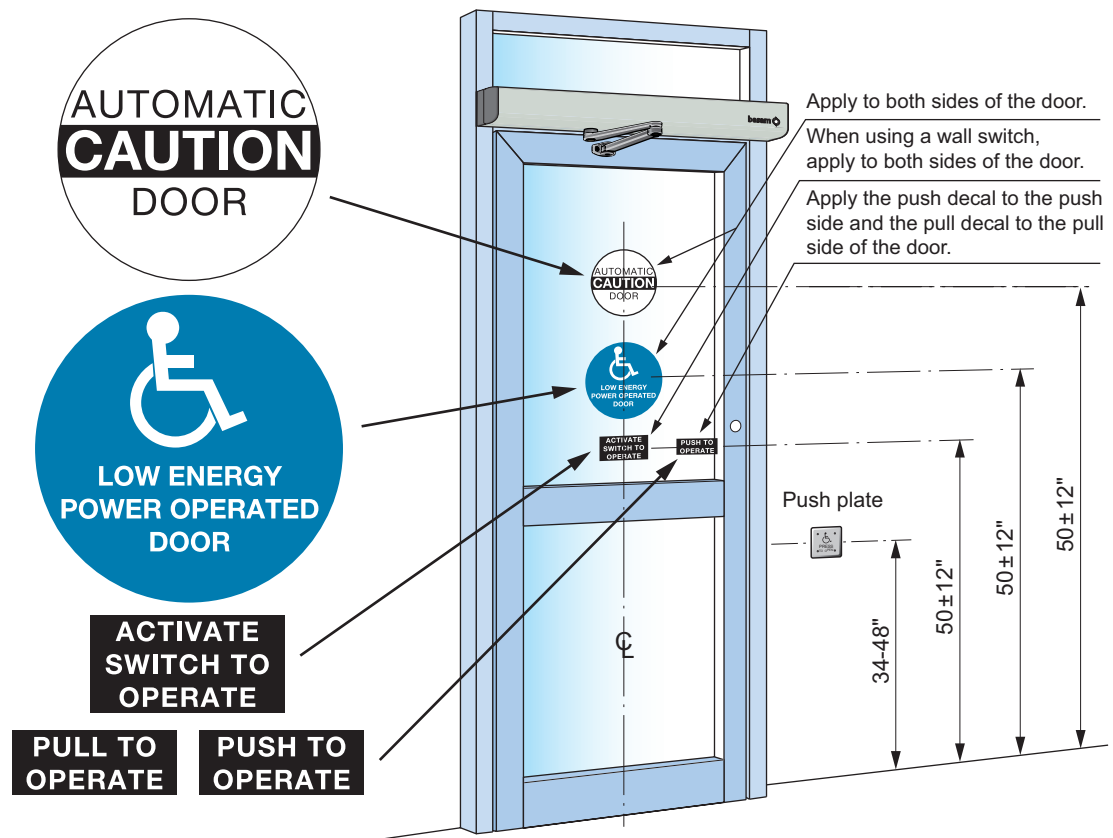 AUTOMATIC
CAUTION
DOOR
LOW ENERGY
POWER OPERATED
DOOR
ACTIVATE
SWITCH TO
OPERATE
PULL TO
OPERATE
PUSH TO
OPERATE
besam
AUTOMATIC
CAUTION
DOOR
LOW ENERGY
POWER OPERATED
DOOR
ACTIVATE
SWITCH TO
OPERATE
PUSH TO
OPERATE
℄
Apply to both sides of the door.
When using a wall switch,
apply to both sides of the door.
Apply the push decal to the push
side and the pull decal to the pull
side of the door.
Push plate
PRESS
34-48"
50±12"
50±12"
50±12"